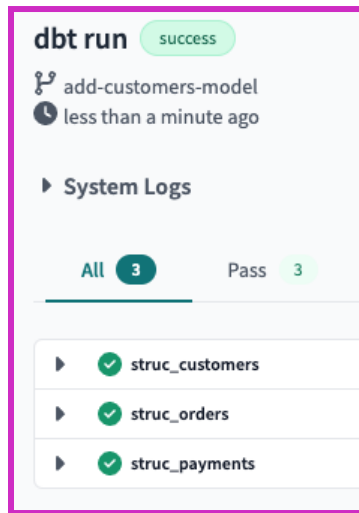 dbt run success
add-customers-model
less than a minute ago
System Logs
All 3 Pass 3
struc_customers
struc_orders
struc_payments